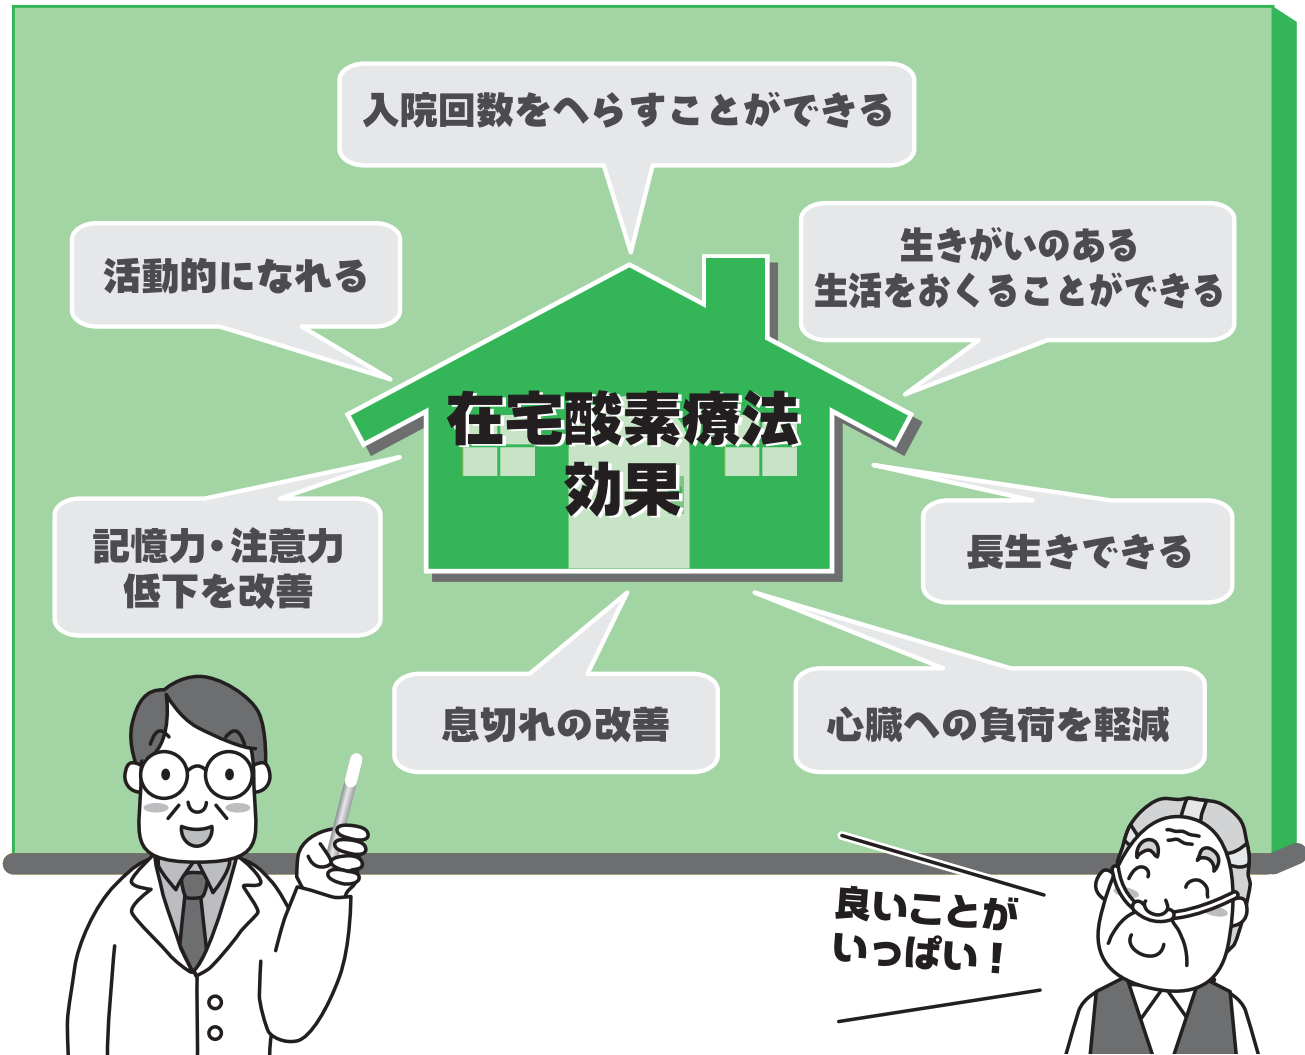 入院回数をへらすことができる
活動的になれる
生きがいのある
生活をおくることができる
在宅酸素療法
効果
記憶力・注意力
低下を改善
長生きできる
息切れの改善
心臓への負荷を軽減
良いことが
いっぱい！